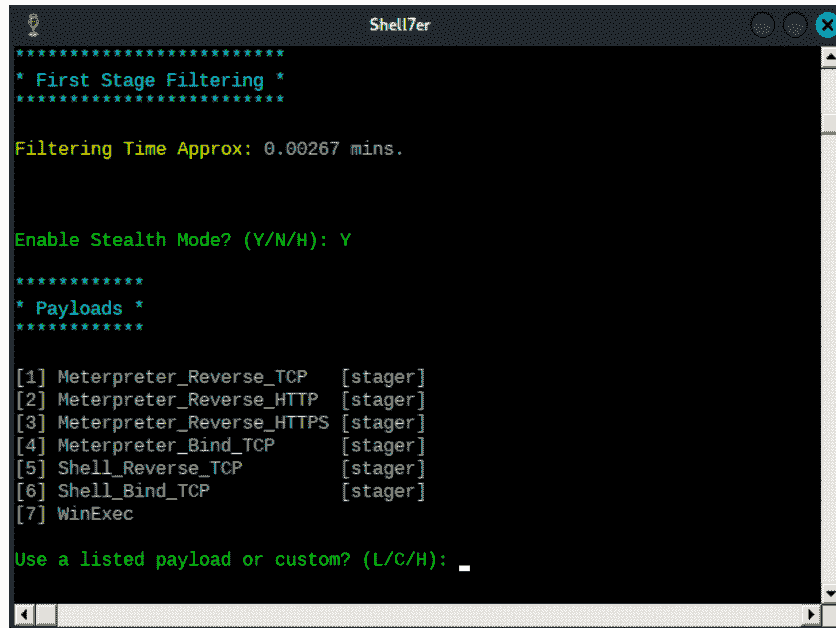 Shell7er
*************************
* First Stage Filtering *
*************************
Filtering Time Approx: 0.00267 mins.
Enable Stealth Mode? (Y/N/H): Y
************
* Payloads *
************
[1] Meterpreter_Reverse_TCP [stager]
[2] Meterpreter_Reverse_HTTP [stager]
[3] Meterpreter_Reverse_HTTPS [stager]
[4] Meterpreter_Bind_TCP [stager]
[5] Shell_Reverse_TCP [stager]
[6] Shell_Bind_TCP [stager]
[7] WinExec
Use a listed payload or custom? (L/C/H):